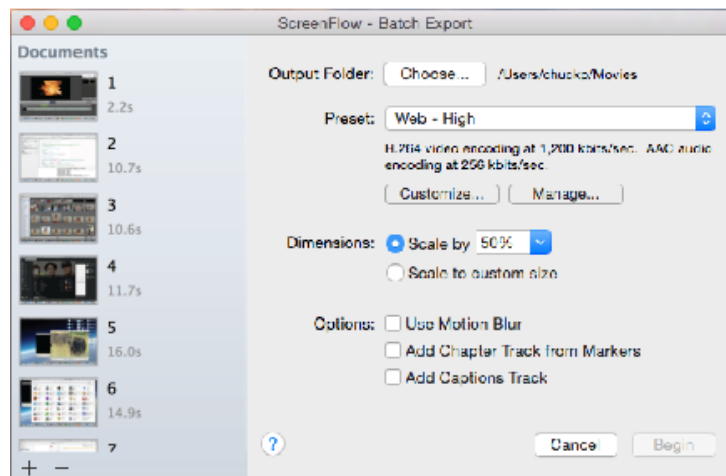 ScreenFlow - Batch Export
Documents
1
2.2s
2
10.7s
3
10.6s
4
11.7s
5
16.0s
6
14.9s
7
+ −
Output Folder: Choose... /Users/chuckp/Movies
Preset: Web - High
H.264 video encoding at 1,200 kbits/sec. AAC audio
encoding at 256 kbits/sec.
Customize... Manage...
Dimensions: Scale by 50%
Scale to custom size
Options: Use Motion Blur
Add Chapter Track from Markers
Add Captions Track
? Cancel Begin